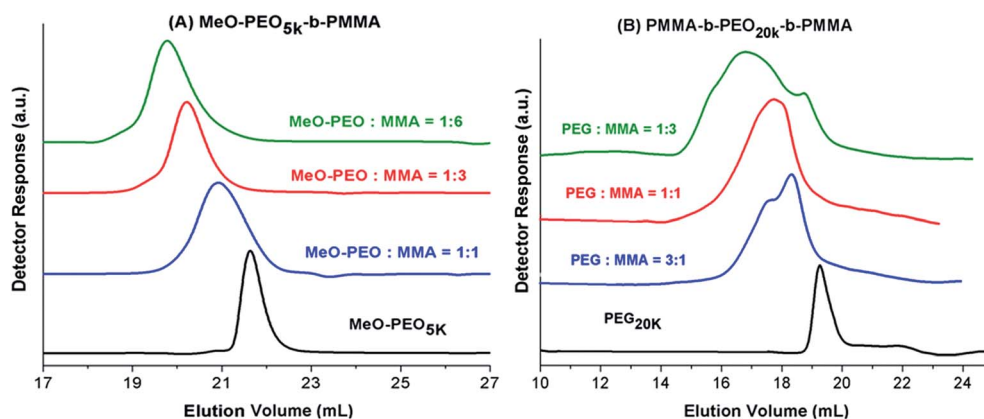 (A) MeO-PEO5k-b-PMMA
Detector Response (a.u.)
MeO-PEO : MMA = 1:6
MeO-PEO : MMA = 1:3
MeO-PEO : MMA = 1:1
MeO-PEO5K
17 19 21 23 25 27
Elution Volume (mL)
(B) PMMA-b-PEO20k-b-PMMA
Detector Response (a.u.)
PEG : MMA = 1:3
PEG : MMA = 1:1
PEG : MMA = 3:1
PEG20K
10 12 14 16 18 20 22 24
Elution Volume (mL)